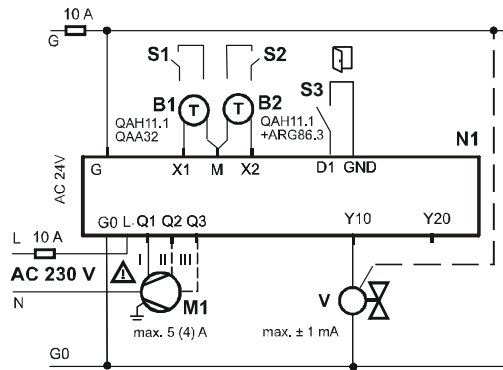 10 A
G
S1 S2
S3
B1 T T B2
QAH11.1
QAA32
QAH11.1
+ARG86.3
N1
AC 24V
G X1 M X2 D1 GND
G0 L Q1 Q2 Q3 Y10 Y20
L 10 A
I II III
AC 230 V
N
M1
V
max. 5 (4) A
max. ± 1 mA
G0